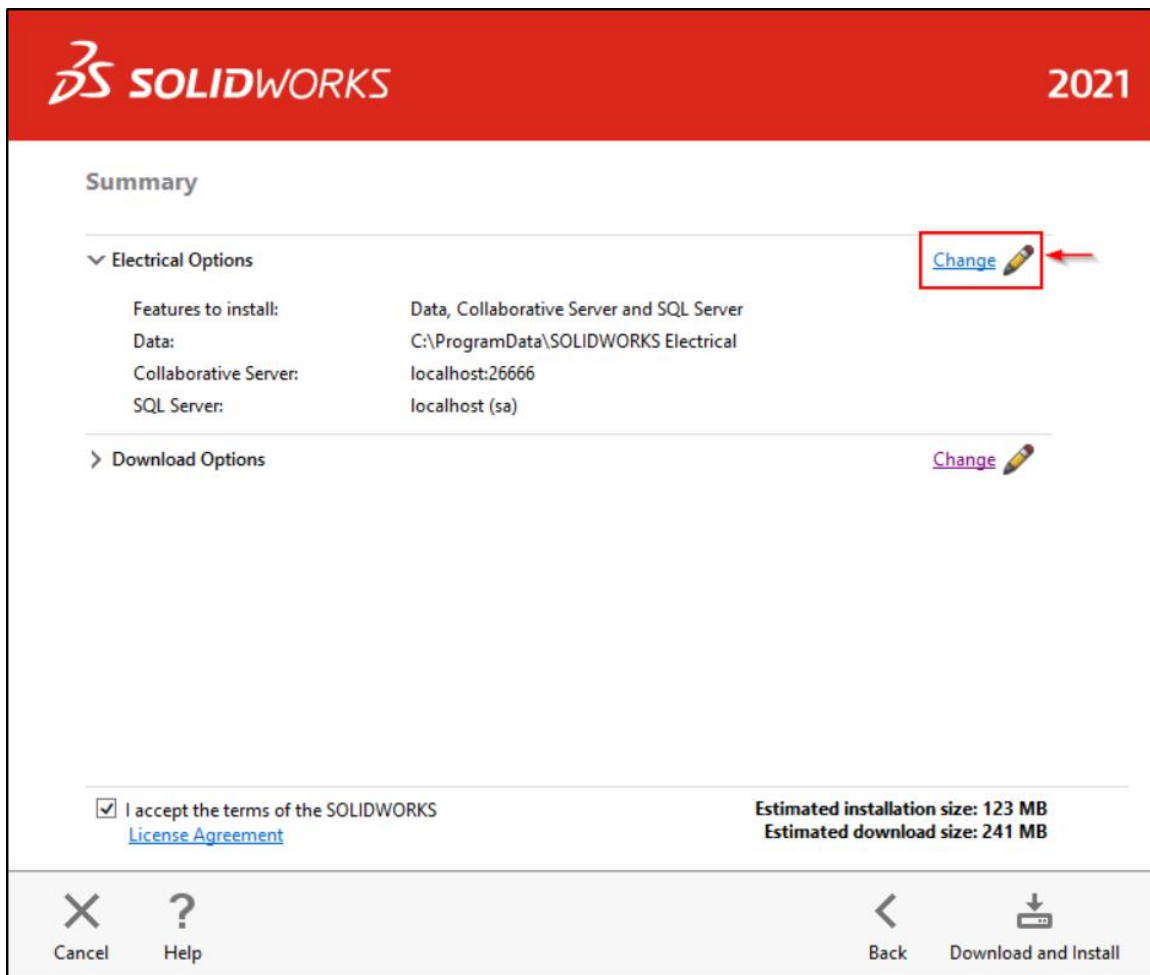 SOLIDWORKS 2021
Summary
Electrical Options Change
Features to install: Data, Collaborative Server and SQL Server
Data: C:\ProgramData\SOLIDWORKS Electrical
Collaborative Server: localhost:26666
SQL Server: localhost (sa)
Download Options Change
I accept the terms of the SOLIDWORKS
License Agreement
Estimated installation size: 123 MB
Estimated download size: 241 MB
Cancel Help Back Download and Install